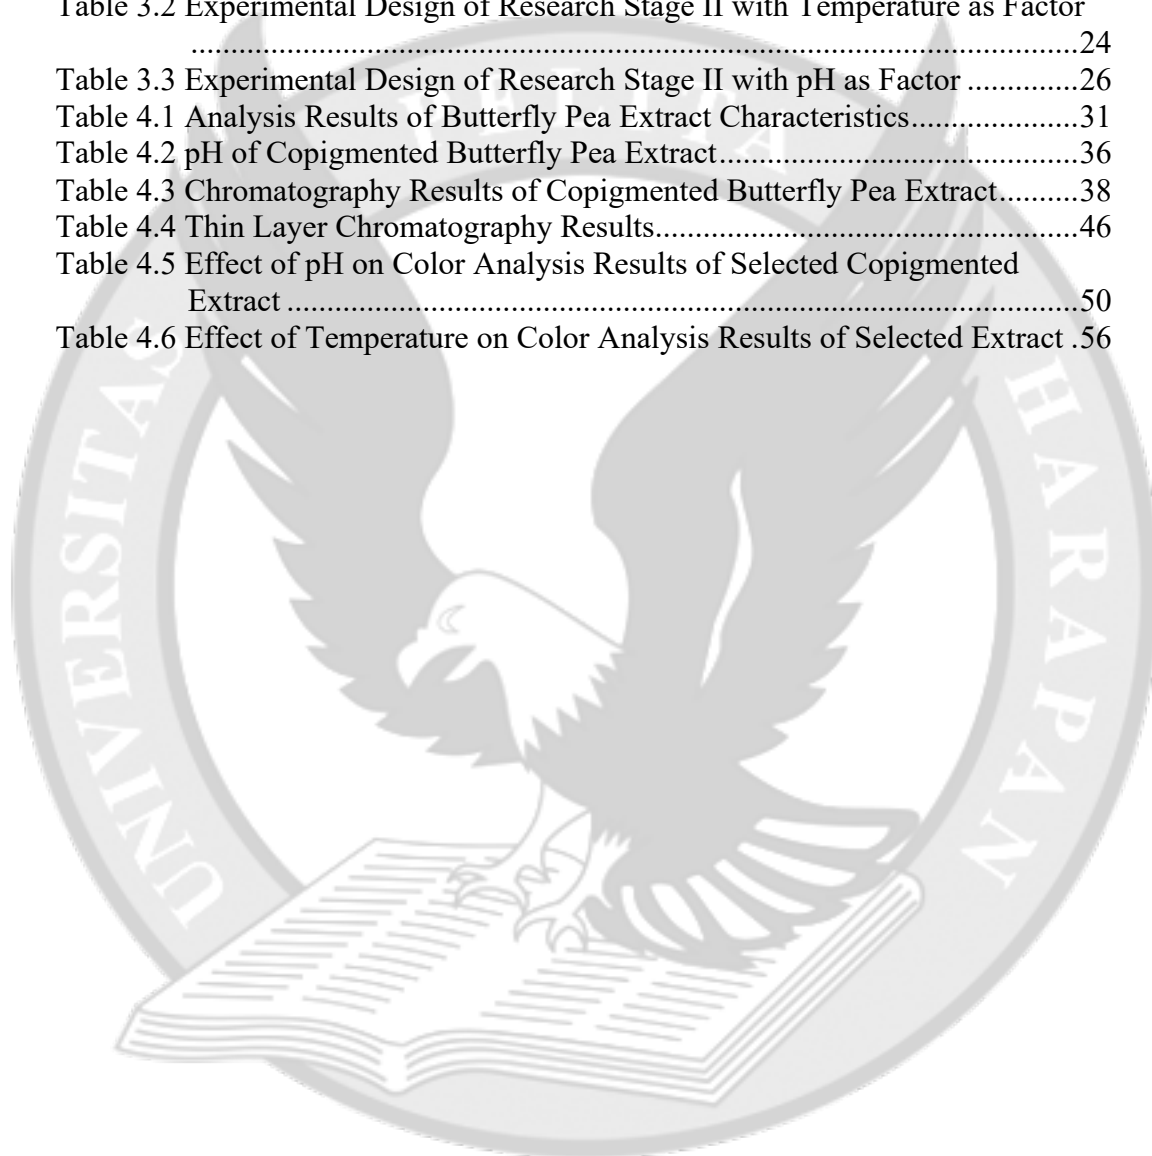 Table 3.2 Experimental Design of Research Stage II with Temperature as Factor
.........................................................................................24
Table 3.3 Experimental Design of Research Stage II with pH as Factor ..............26
Table 4.1 Analysis Results of Butterfly Pea Extract Characteristics.................31
Table 4.2 pH of Copigmented Butterfly Pea Extract....................................36
Table 4.3 Chromatography Results of Copigmented Butterfly Pea Extract..........38
Table 4.4 Thin Layer Chromatography Results...........................................46
Table 4.5 Effect of pH on Color Analysis Results of Selected Copigmented
Extract ................................................................................50
Table 4.6 Effect of Temperature on Color Analysis Results of Selected Extract .56
UNIVERSITAS PELITA HARAPAN